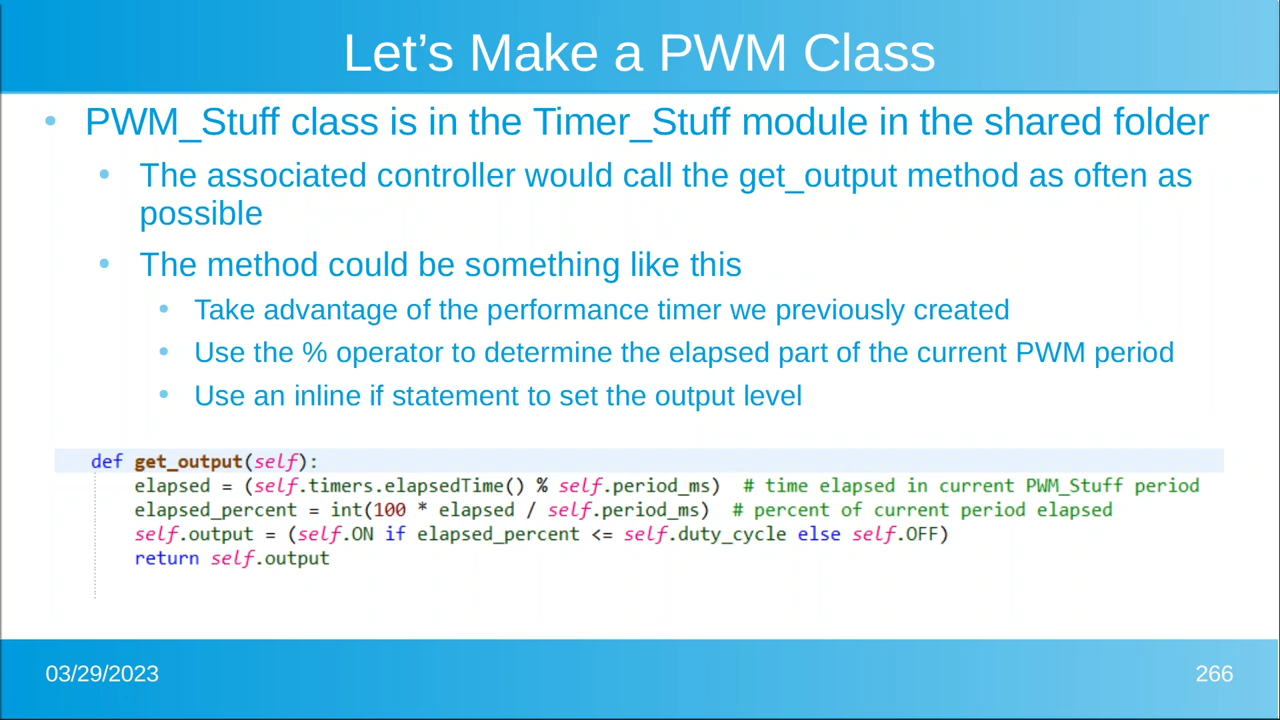 Let’s Make a PWM Class
• PWM_Stuff class is in the Timer_Stuff module in the shared folder
• The associated controller would call the get_output method as often as
possible
• The method could be something like this
• Take advantage of the performance timer we previously created
• Use the % operator to determine the elapsed part of the current PWM period
• Use an inline if statement to set the output level
def get_output(self):
    elapsed = (self.timers.elapsedTime() % self.period_ms)  # time elapsed in current PWM_Stuff period
    elapsed_percent = int(100 * elapsed / self.period_ms)  # percent of current period elapsed
    self.output = (self.ON if elapsed_percent <= self.duty_cycle else self.OFF)
    return self.output
03/29/2023
266